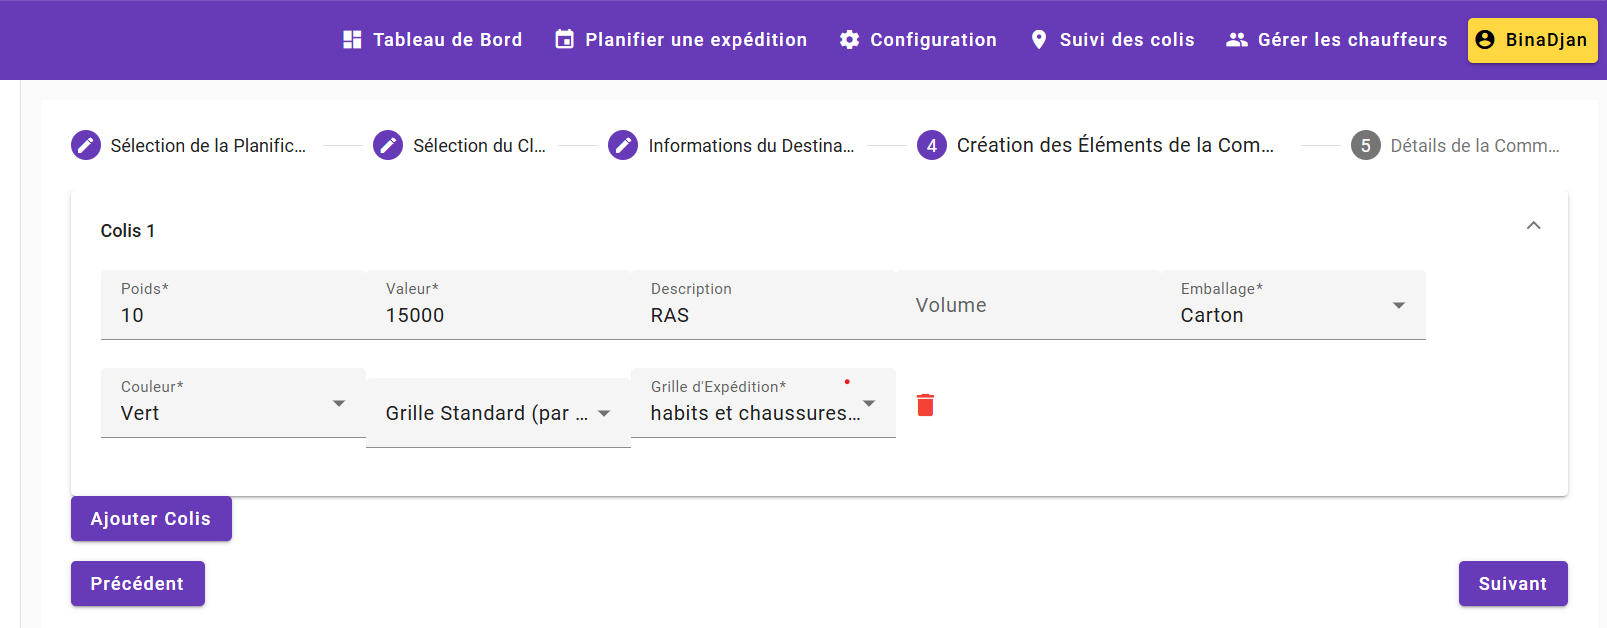 Tableau de Bord
Planifier une expédition
Configuration
Suivi des colis
Gérer les chauffeurs
BinaDjan
Sélection de la Planific...
Sélection du Cl...
Informations du Destina...
4 Création des Éléments de la Com...
5 Détails de la Comm...
Colis 1
Poids*
10
Valeur*
15000
Description
RAS
Volume
Emballage*
Carton
Couleur*
Vert
Grille Standard (par ...
Grille d'Expédition*
habits et chaussures...
Ajouter Colis
Précédent
Suivant